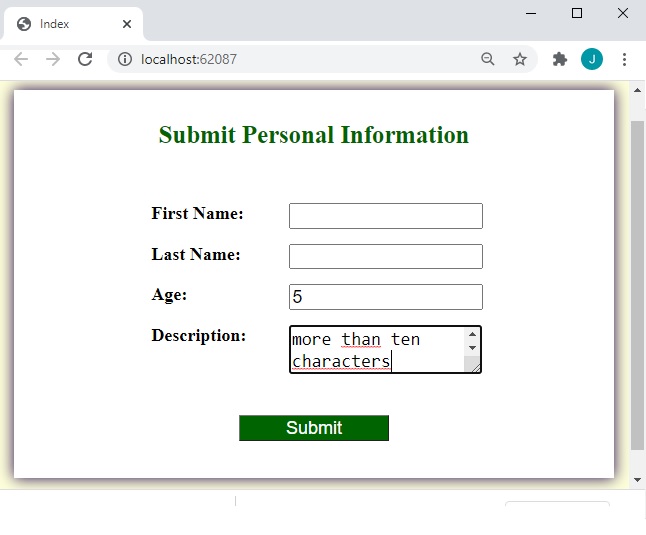 Index
localhost:62087
J
Submit Personal Information
First Name:
Last Name:
Age: 5
Description: more than ten
characters
Submit